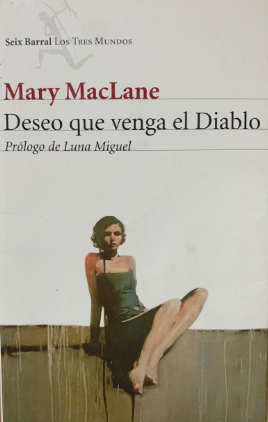 Seix Barral Los Tres Mundos
Mary MacLane
Deseo que venga el Diablo
Prólogo de Luna Miguel